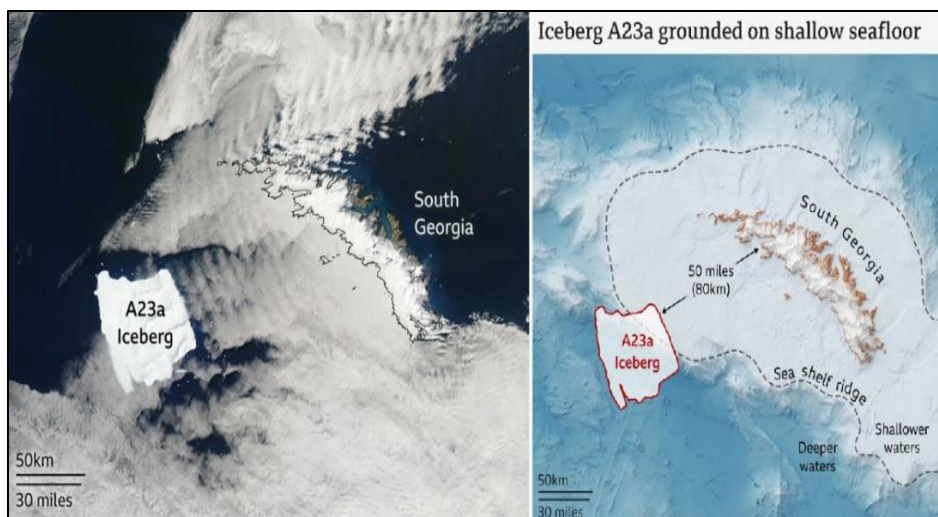 South
Georgia
A23a
Iceberg
50km
30 miles
Iceberg A23a grounded on shallow seafloor
South Georgia
50 miles
(80km)
A23a
Iceberg
Sea shelf ridge
Shallower
waters
Deeper
waters
50km
30 miles